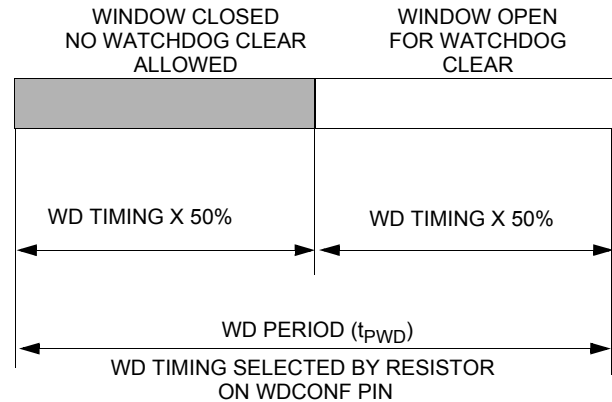 WINDOW CLOSED
NO WATCHDOG CLEAR
ALLOWED
WINDOW OPEN
FOR WATCHDOG
CLEAR
WD TIMING X 50%
WD TIMING X 50%
WD PERIOD (tPWD)
WD TIMING SELECTED BY RESISTOR
ON WDCONF PIN